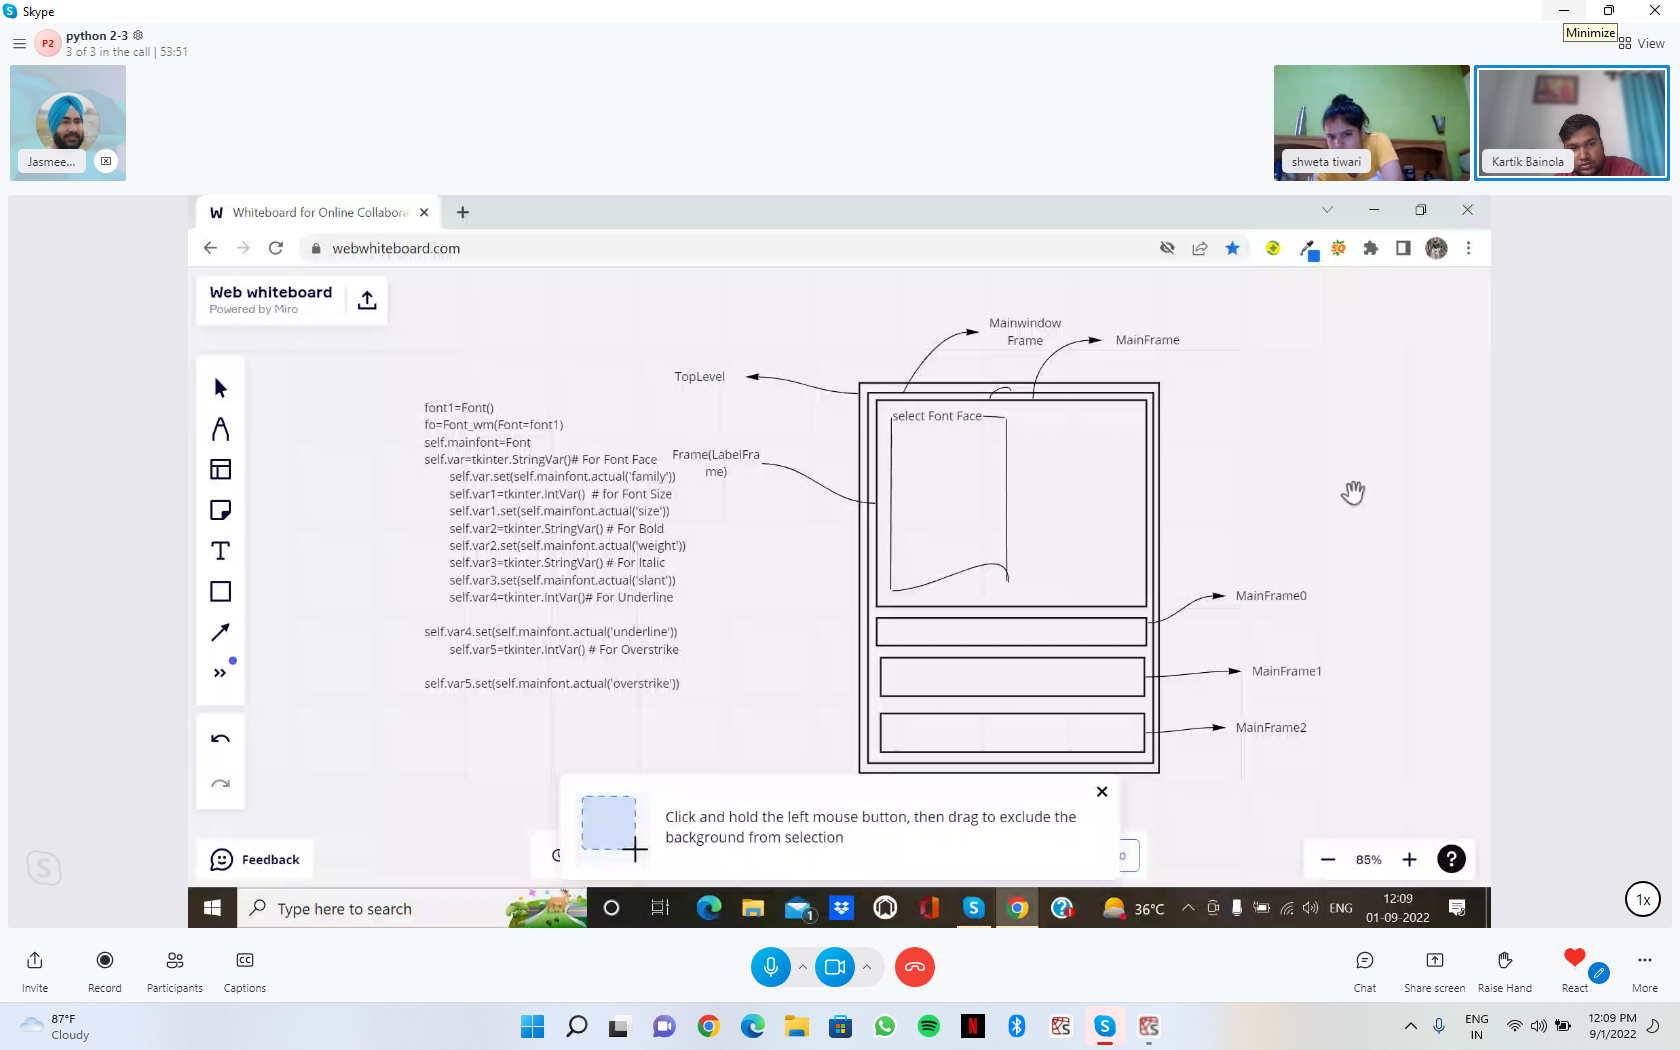 Skype
Minimize
P2
python 2-3
3 of 3 in the call | 53:51
View
Jasmee...
shweta tiwari
Kartik Bainola
W
Whiteboard for Online Collabora
webwhiteboard.com
Web whiteboard
Powered by Miro
Mainwindow
Frame
MainFrame
TopLevel
font1=Font()
fo=Font_wm(Font=font1)
self.mainfont=Font
self.var=tkinter.StringVar()# For Font Face
self.var.set(self.mainfont.actual('family'))
self.var1=tkinter.IntVar()  # for Font Size
self.var1.set(self.mainfont.actual('size'))
self.var2=tkinter.StringVar() # For Bold
self.var2.set(self.mainfont.actual('weight'))
self.var3=tkinter.StringVar() # For Italic
self.var3.set(self.mainfont.actual('slant'))
self.var4=tkinter.IntVar()# For Underline
self.var4.set(self.mainfont.actual('underline'))
self.var5=tkinter.IntVar() # For Overstrike
self.var5.set(self.mainfont.actual('overstrike'))
Frame(LabelFra
me)
select Font Face
MainFrame0
MainFrame1
MainFrame2
Click and hold the left mouse button, then drag to exclude the
background from selection
Feedback
85%
?
1x
Type here to search
1
36°C
ENG
12:09
01-09-2022
Invite
Record
Participants
CC
Captions
Chat
Share screen
Raise Hand
React
More
87°F
Cloudy
ENG
IN
12:09 PM
9/1/2022